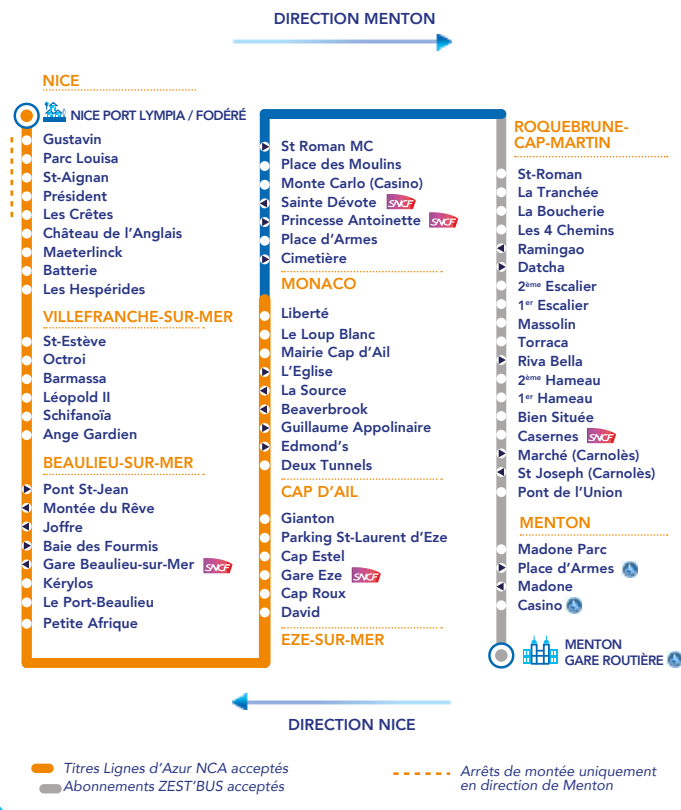 DIRECTION MENTON
NICE
NICE PORT LYMPIA / FODÉRÉ
Gustavin
Parc Louisa
St-Aignan
Président
Les Crêtes
Château de l'Anglais
Maeterlinck
Batterie
Les Hespérides
VILLEFRANCHE-SUR-MER
St-Estève
Octroi
Barmassa
Léopold II
Schifanoïa
Ange Gardien
BEAULIEU-SUR-MER
Pont St-Jean
Montée du Rêve
Joffre
Baie des Fourmis
Gare Beaulieu-sur-Mer SNCF
Kérylos
Le Port-Beaulieu
Petite Afrique
St Roman MC
Place des Moulins
Monte Carlo (Casino)
Sainte Dévote SNCF
Princesse Antoinette SNCF
Place d'Armes
Cimetière
MONACO
Liberté
Le Loup Blanc
Mairie Cap d'Ail
L'Eglise
La Source
Beaverbrook
Guillaume Appolinaire
Edmond's
Deux Tunnels
CAP D'AIL
Gianton
Parking St-Laurent d'Eze
Cap Estel
Gare Eze SNCF
Cap Roux
David
EZE-SUR-MER
ROQUEBRUNE-
CAP-MARTIN
St-Roman
La Tranchée
La Boucherie
Les 4 Chemins
Ramingao
Datcha
2ème Escalier
1er Escalier
Massolin
Torraca
Riva Bella
2ème Hameau
1er Hameau
Bien Située
Casernes SNCF
Marché (Carnolès)
St Joseph (Carnolès)
Pont de l'Union
MENTON
Madone Parc
Place d'Armes
Madone
Casino
MENTON
GARE ROUTIÈRE
DIRECTION NICE
Titres Lignes d'Azur NCA acceptés
Abonnements ZEST'BUS acceptés
Arrêts de montée uniquement
en direction de Menton